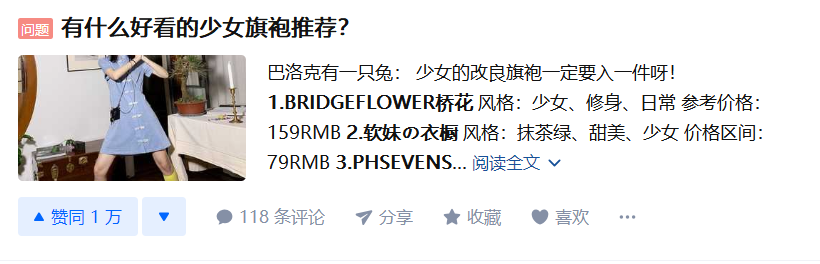 问题 有什么好看的少女旗袍推荐？
巴洛克有一只兔： 少女的改良旗袍一定要入一件呀！
1.BRIDGEFLOWER桥花 风格：少女、修身、日常 参考价格：
159RMB 2.软妹の衣橱 风格：抹茶绿、甜美、少女 价格区间：
79RMB 3.PHSEVENS... 阅读全文
赞同 1 万 118 条评论 分享 收藏 喜欢 ...